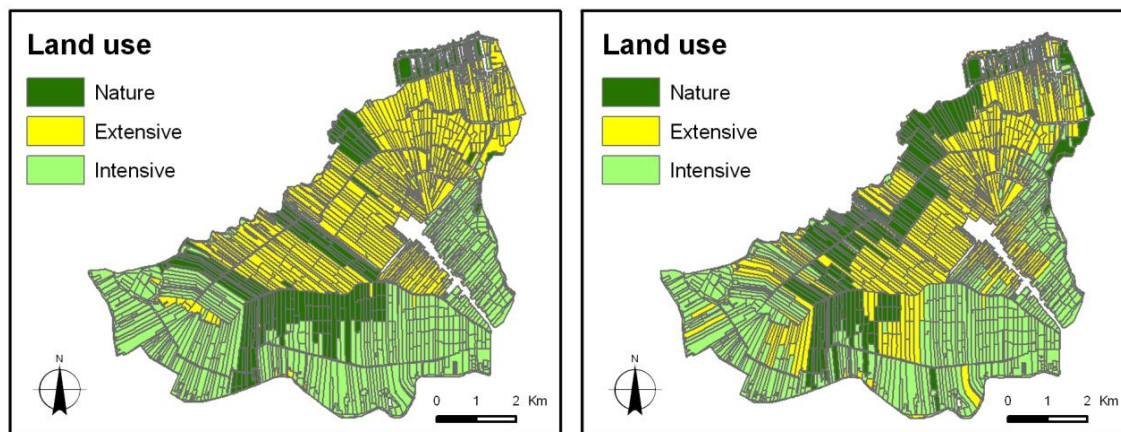 Land use
Nature
Extensive
Intensive
N
0 1 2 Km
Land use
Nature
Extensive
Intensive
N
0 1 2 Km